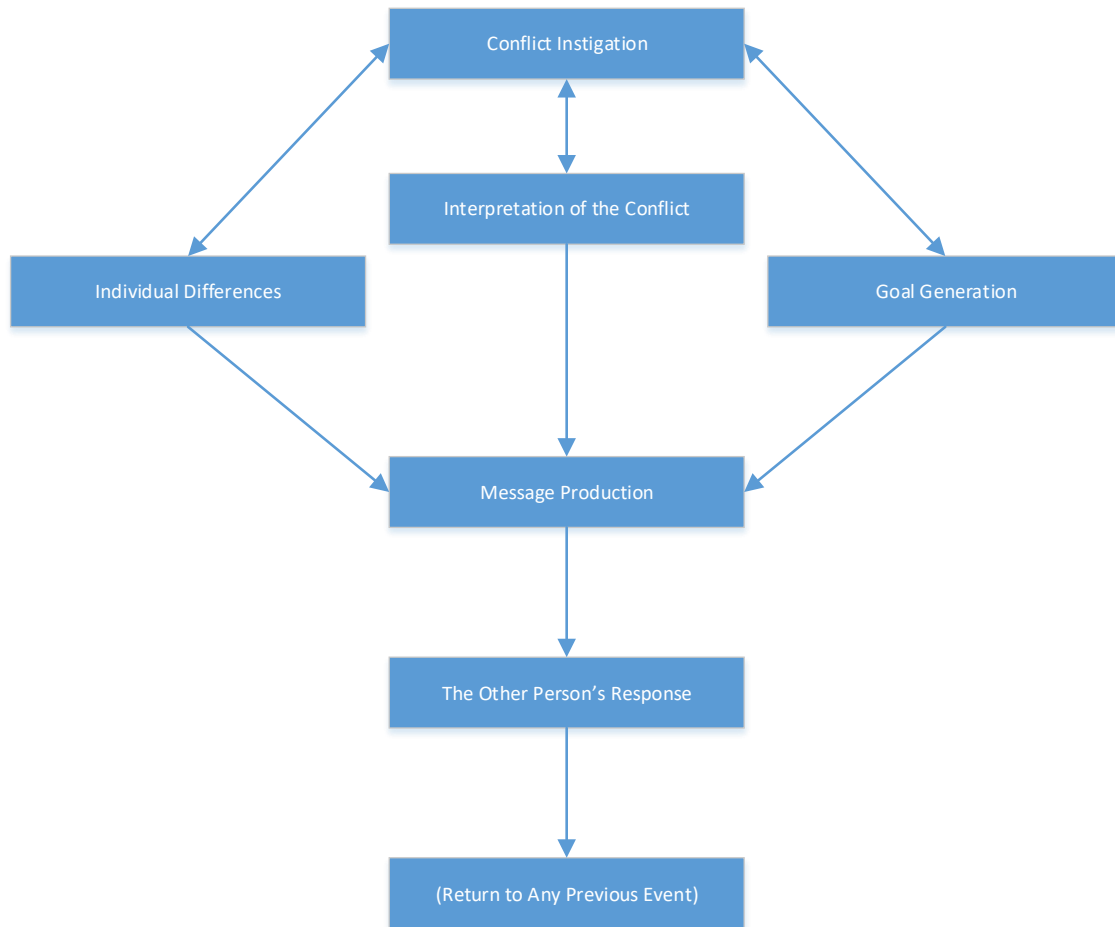 Conflict Instigation
Interpretation of the Conflict
Individual Differences
Goal Generation
Message Production
The Other Person’s Response
(Return to Any Previous Event)